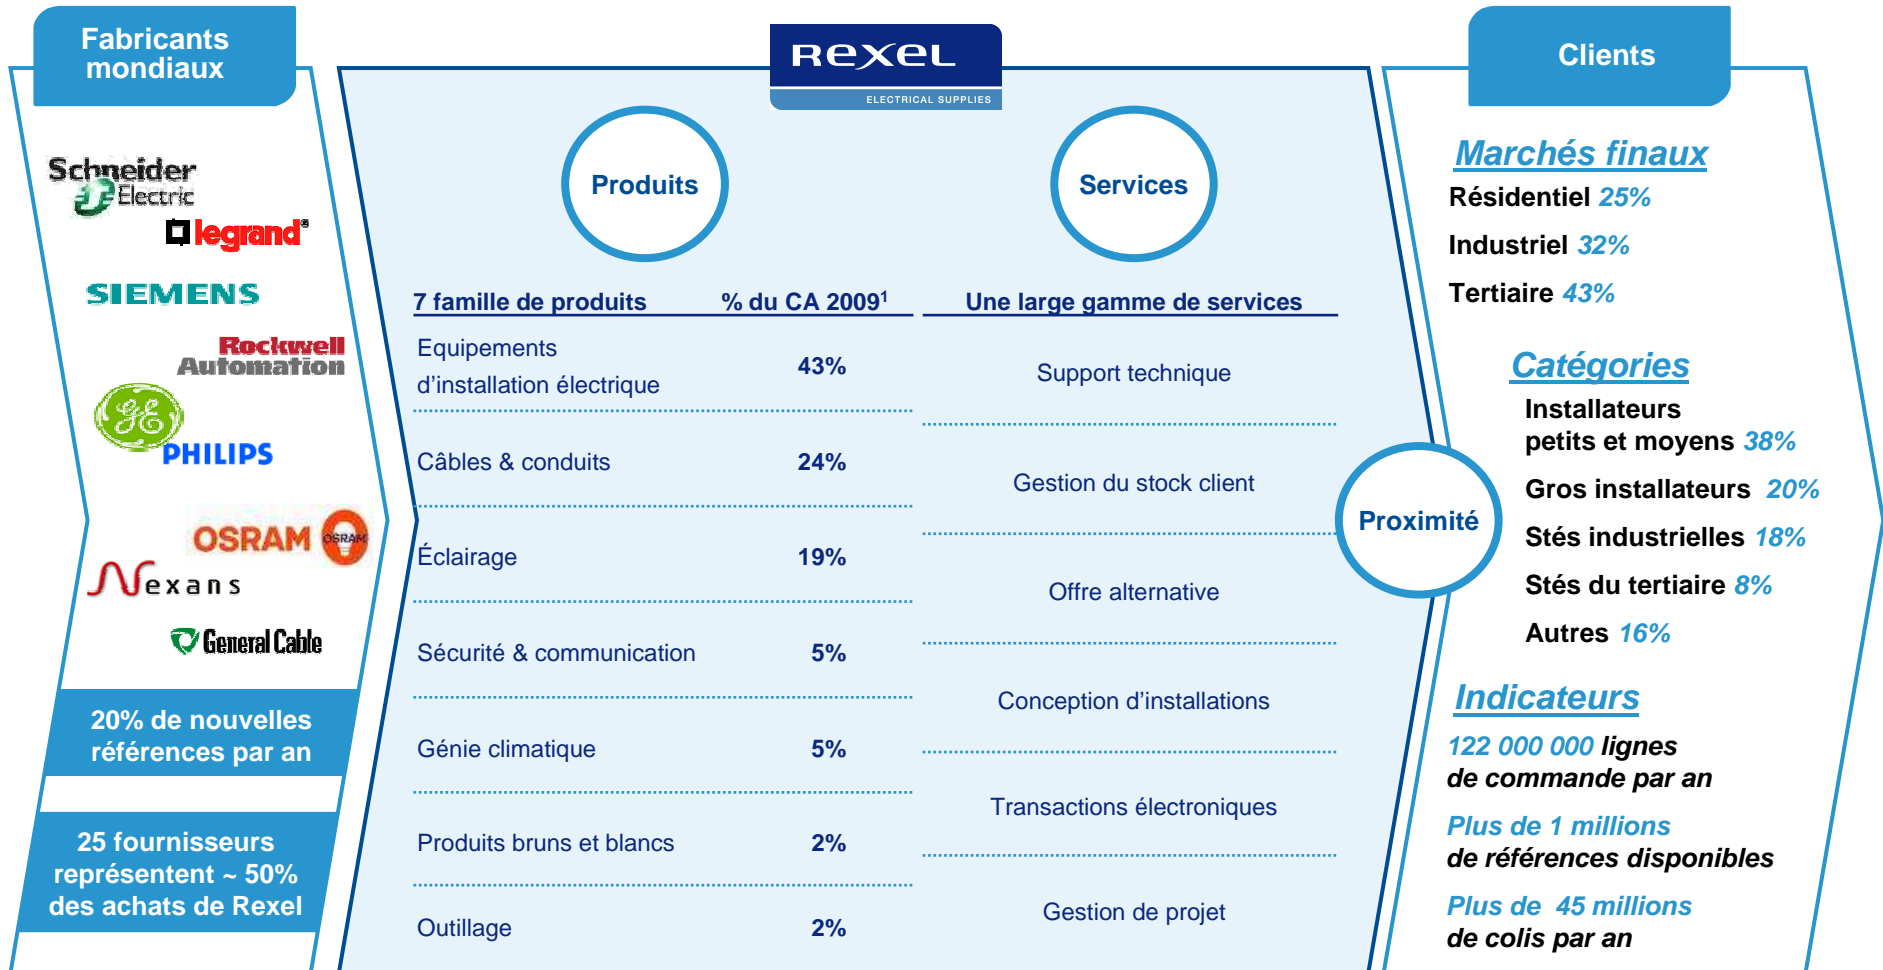 Fabricants
mondiaux
Schneider
Electric
legrand®
SIEMENS
Rockwell
Automation
GE
PHILIPS
OSRAM OSRAM
Nexans
General Cable
20% de nouvelles
références par an
25 fournisseurs
représentent ~ 50%
des achats de Rexel
Rexel
ELECTRICAL SUPPLIES
Produits
7 famille de produits % du CA 2009¹
Equipements
d’installation électrique 43%
Câbles & conduits 24%
Éclairage 19%
Sécurité & communication 5%
Génie climatique 5%
Produits bruns et blancs 2%
Outillage 2%
Services
Une large gamme de services
Support technique
Gestion du stock client
Offre alternative
Conception d’installations
Transactions électroniques
Gestion de projet
Proximité
Clients
Marchés finaux
Résidentiel 25%
Industriel 32%
Tertiaire 43%
Catégories
Installateurs
petits et moyens 38%
Gros installateurs 20%
Stés industrielles 18%
Stés du tertiaire 8%
Autres 16%
Indicateurs
122 000 000 lignes
de commande par an
Plus de 1 millions
de références disponibles
Plus de 45 millions
de colis par an